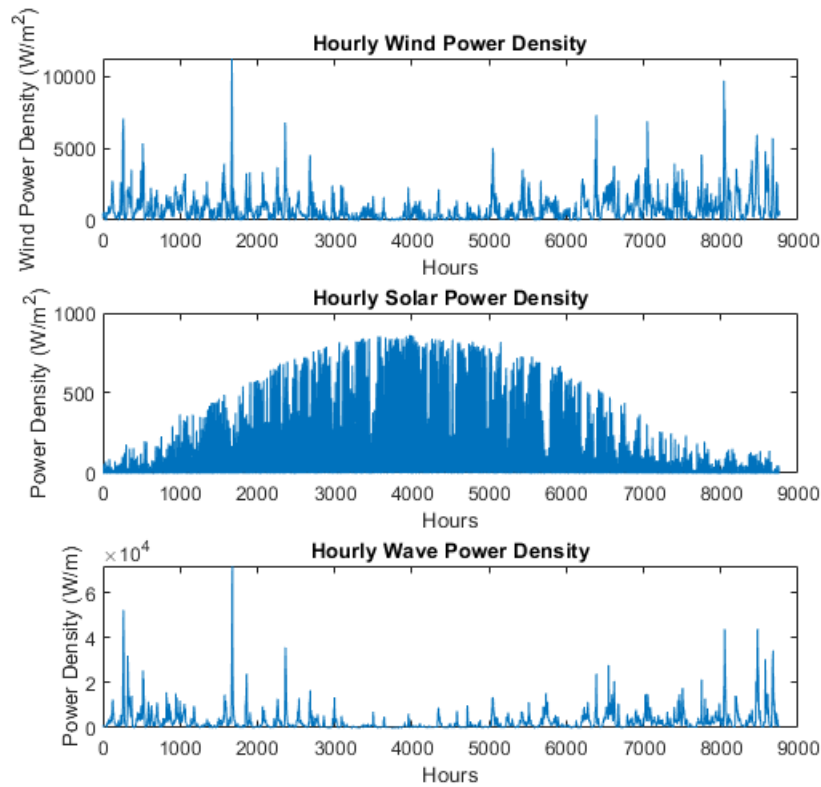 Hourly Wind Power Density
Wind Power Density (W/m²)
10000
5000
0
0 1000 2000 3000 4000 5000 6000 7000 8000 9000
Hours
Hourly Solar Power Density
Power Density (W/m²)
1000
500
0
0 1000 2000 3000 4000 5000 6000 7000 8000 9000
Hours
×10⁴
Hourly Wave Power Density
Power Density (W/m)
6
4
2
0
0 1000 2000 3000 4000 5000 6000 7000 8000 9000
Hours